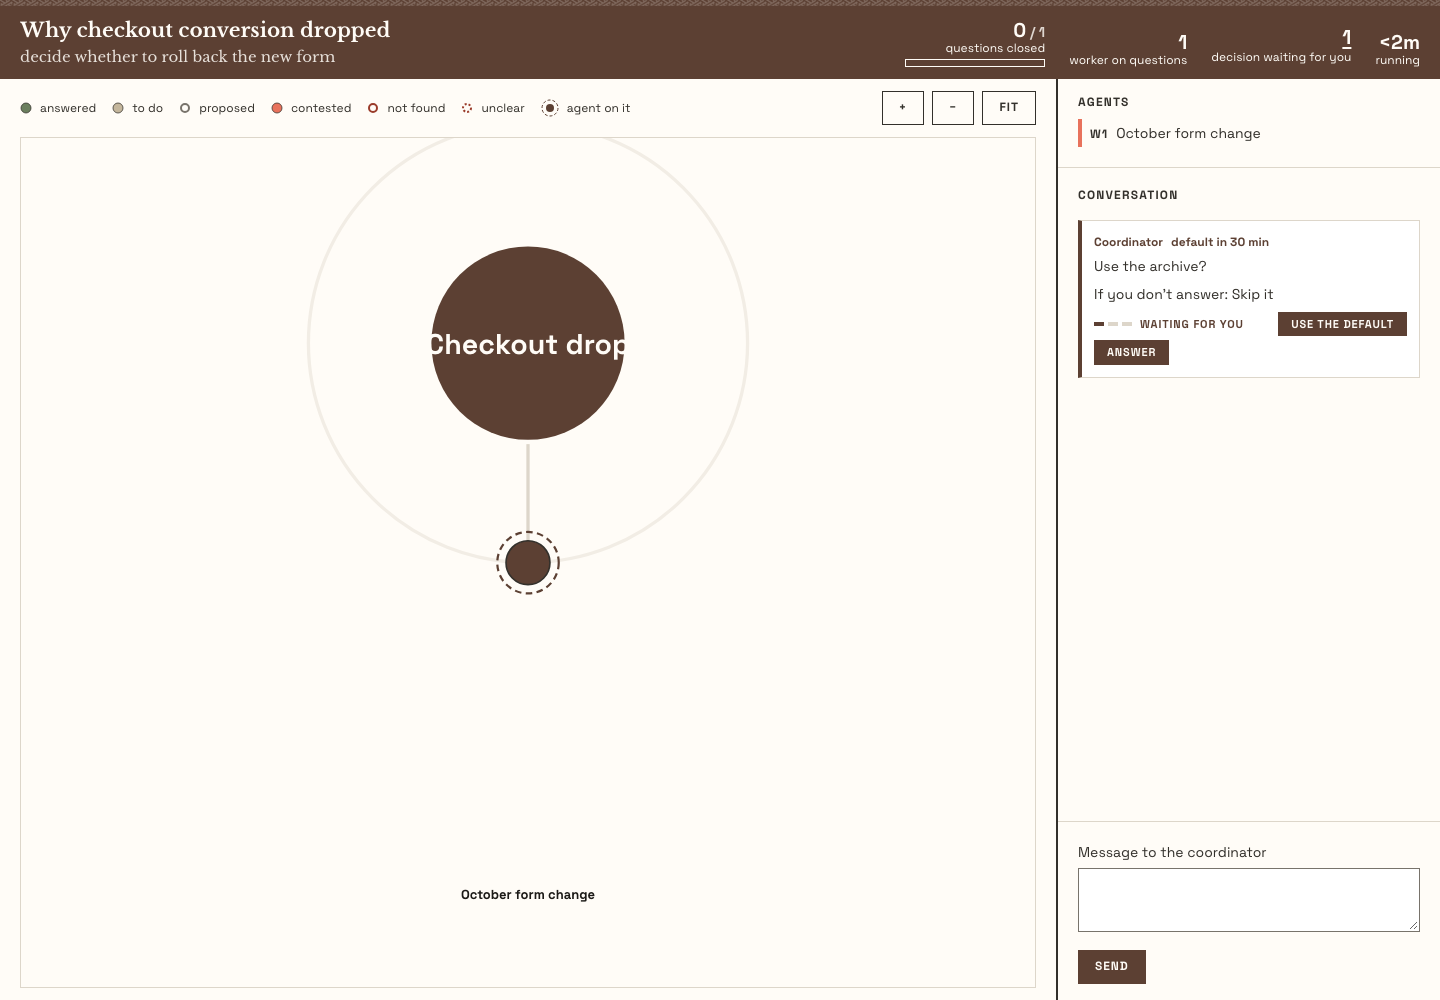 Why checkout conversion dropped
decide whether to roll back the new form
0 / 1
questions closed
1
worker on questions
1
decision waiting for you
<2m
running
answered
to do
proposed
contested
not found
unclear
agent on it
+
−
FIT
Checkout drop
October form change
AGENTS
W1 October form change
CONVERSATION
Coordinator default in 30 min
Use the archive?
If you don't answer: Skip it
WAITING FOR YOU
USE THE DEFAULT
ANSWER
Message to the coordinator
SEND